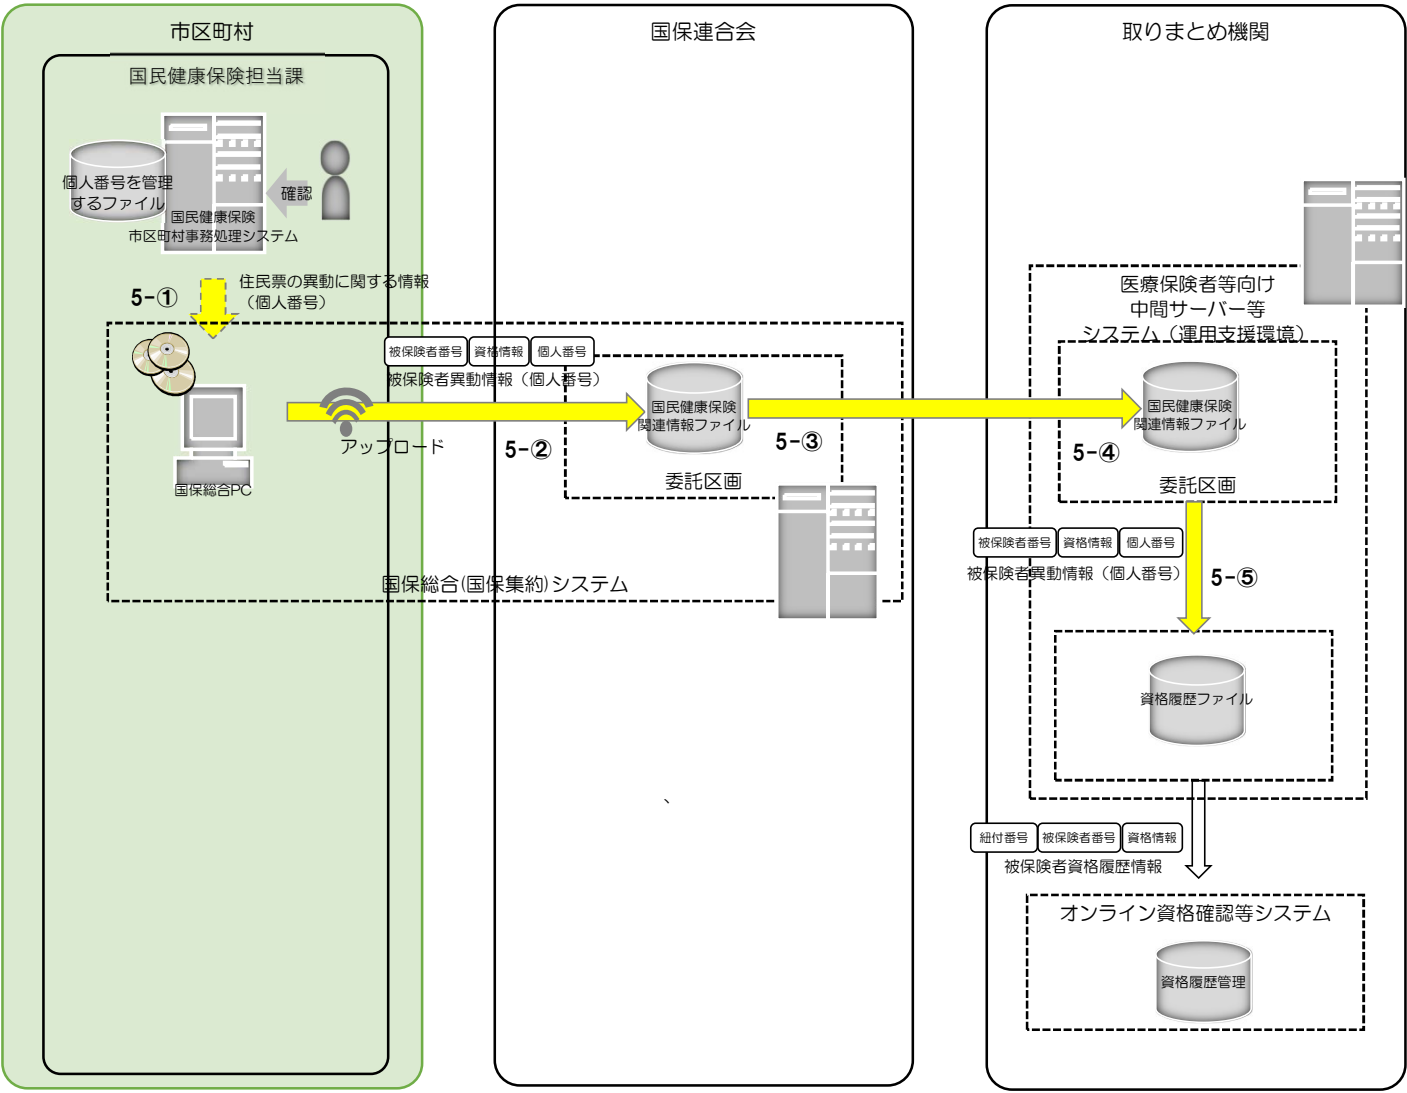 市区町村
国民健康保険担当課
個人番号を管理
するファイル
国民健康保険
市区町村事務処理システム
確認
5-①
住民票の異動に関する情報
（個人番号）
国保総合PC
アップロード
被保険者番号
資格情報
個人番号
被保険者異動情報（個人番号）
5-②
国保連合会
国民健康保険
関連情報ファイル
5-③
委託区画
国保総合(国保集約)システム
、
取りまとめ機関
医療保険者等向け
中間サーバー等
システム（運用支援環境）
国民健康保険
関連情報ファイル
5-④
委託区画
被保険者番号
資格情報
個人番号
被保険者異動情報（個人番号）
5-⑤
資格履歴ファイル
紐付番号
被保険者番号
資格情報
被保険者資格履歴情報
オンライン資格確認等システム
資格履歴管理